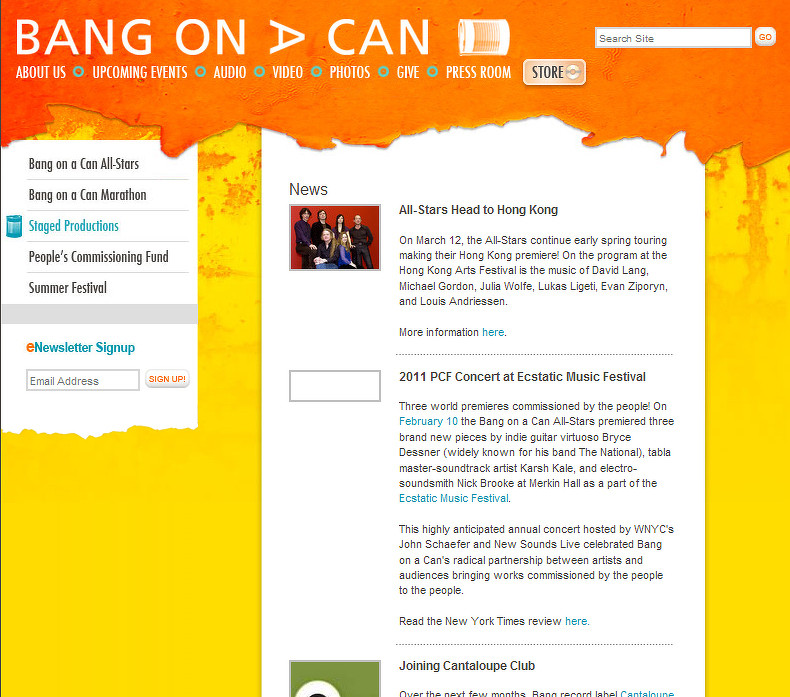 BANG ON A CAN
Search Site
GO
ABOUT US UPCOMING EVENTS AUDIO VIDEO PHOTOS GIVE PRESS ROOM STORE
Bang on a Can All-Stars
Bang on a Can Marathon
Staged Productions
People's Commissioning Fund
Summer Festival
eNewsletter Signup
Email Address
SIGN UP!
News
All-Stars Head to Hong Kong
On March 12, the All-Stars continue early spring touring
making their Hong Kong premiere! On the program at the
Hong Kong Arts Festival is the music of David Lang,
Michael Gordon, Julia Wolfe, Lukas Ligeti, Evan Ziporyn,
and Louis Andriessen.
More information here.
2011 PCF Concert at Ecstatic Music Festival
Three world premieres commissioned by the people! On
February 10 the Bang on a Can All-Stars premiered three
brand new pieces by indie guitar virtuoso Bryce
Dessner (widely known for his band The National), tabla
master-soundtrack artist Karsh Kale, and electro-
soundsmith Nick Brooke at Merkin Hall as a part of the
Ecstatic Music Festival.
This highly anticipated annual concert hosted by WNYC's
John Schaefer and New Sounds Live celebrated Bang
on a Can's radical partnership between artists and
audiences bringing works commissioned by the people
to the people.
Read the New York Times review here.
Joining Cantaloupe Club
Over the next few months, Bang record label Cantaloupe